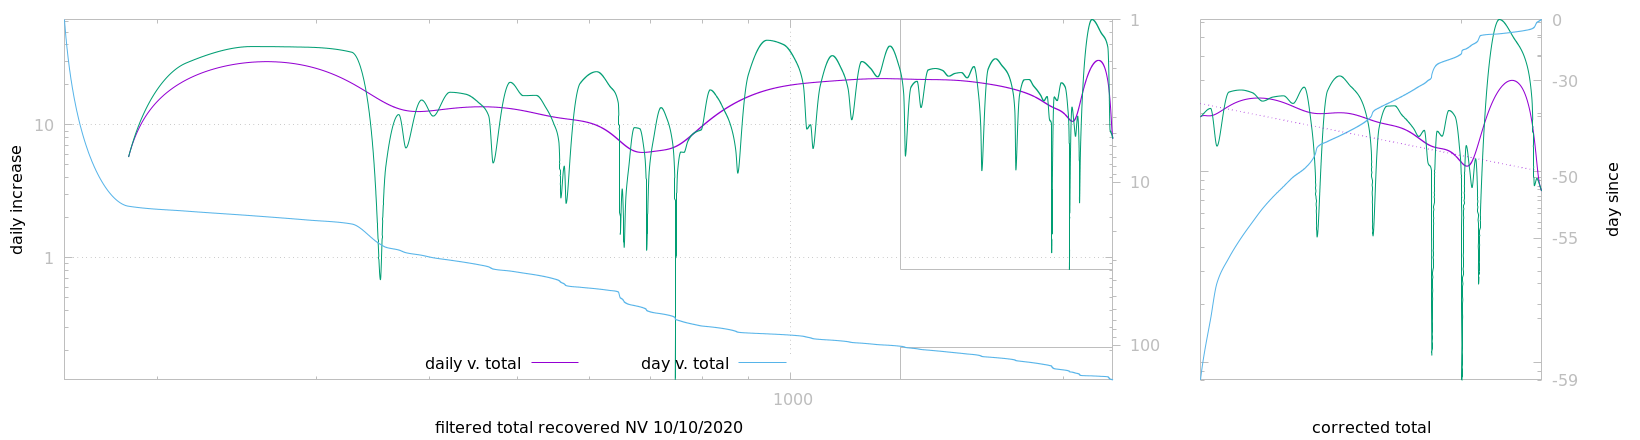 1
0
-30
10
10
daily increase
-50
day since
-55
1
100
daily v. total
day v. total
-59
1000
filtered total recovered NV 10/10/2020
corrected total